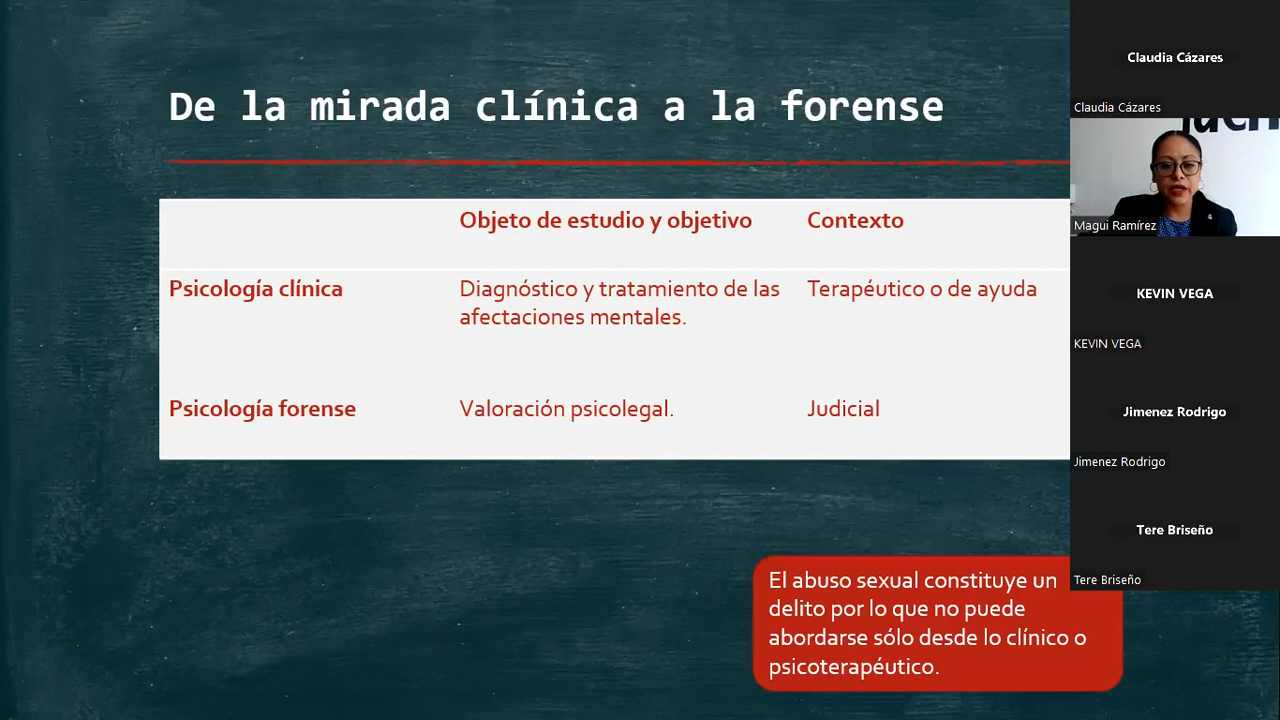 De la mirada clínica a la forense
Objeto de estudio y objetivo
Contexto
Psicología clínica
Diagnóstico y tratamiento de las
afectaciones mentales.
Terapéutico o de ayuda
Psicología forense
Valoración psicolegal.
Judicial
El abuso sexual constituye un
delito por lo que no puede
abordarse sólo desde lo clínico o
psicoterapéutico.
Claudia Cázares
Claudia Cázares
Magui Ramírez
KEVIN VEGA
KEVIN VEGA
Jimenez Rodrigo
Jimenez Rodrigo
Tere Briseño
Tere Briseño